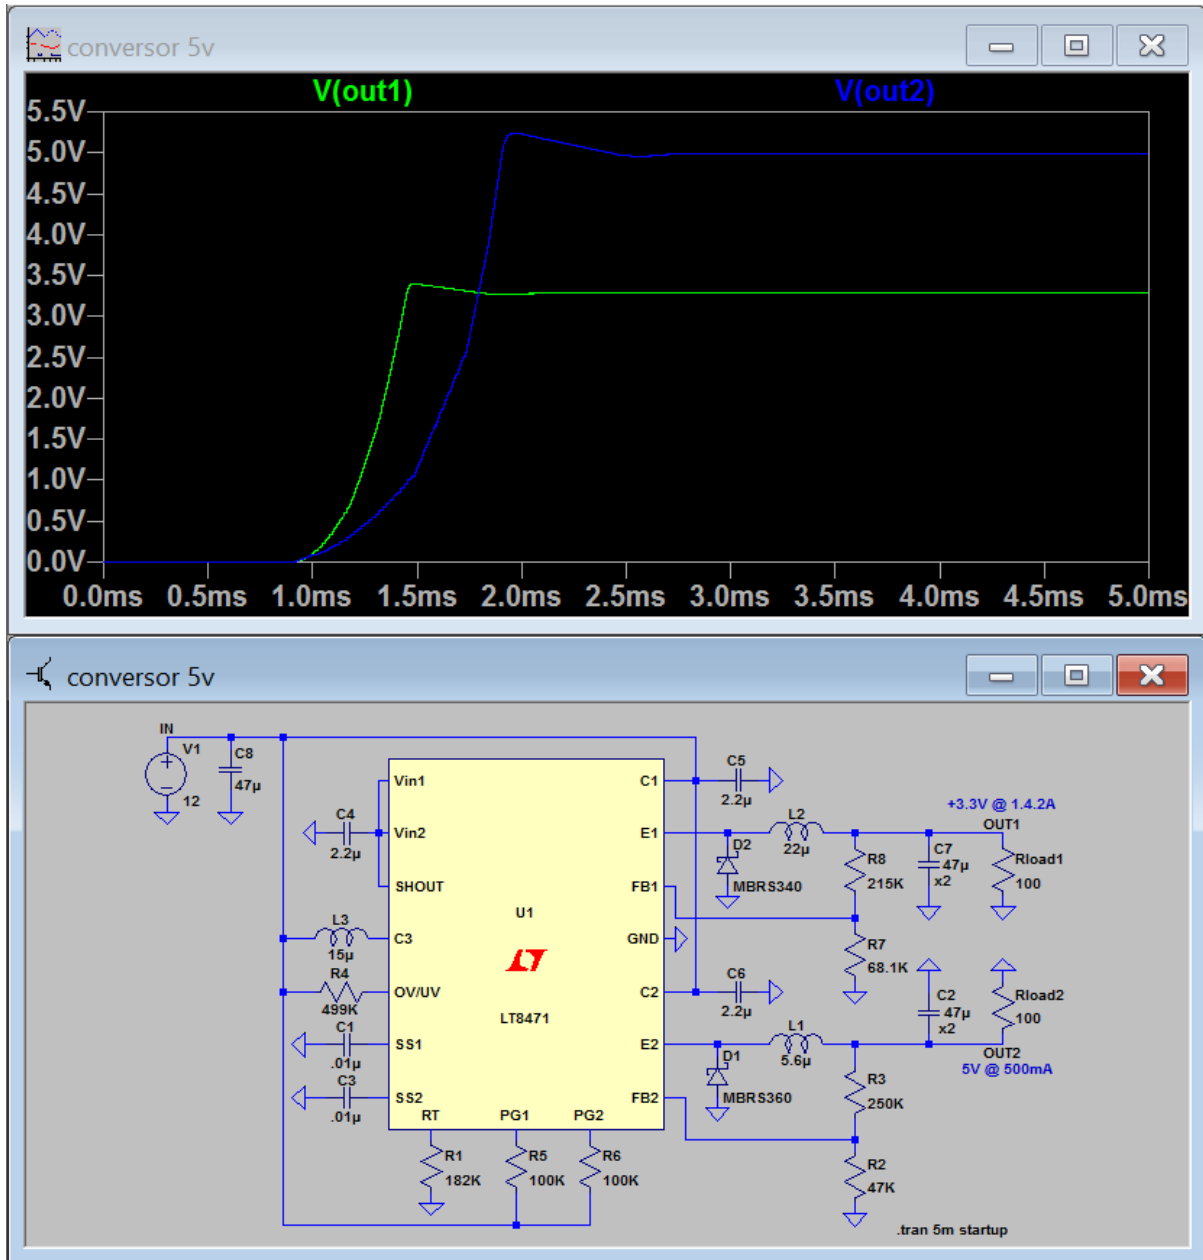 conversor 5v
V(out1)
V(out2)
5.5V
5.0V
4.5V
4.0V
3.5V
3.0V
2.5V
2.0V
1.5V
1.0V
0.5V
0.0V
0.0ms 0.5ms 1.0ms 1.5ms 2.0ms 2.5ms 3.0ms 3.5ms 4.0ms 4.5ms 5.0ms
conversor 5v
IN
V1
12
C8
47µ
C4
2.2µ
L3
15µ
R4
499K
C1
.01µ
C3
.01µ
Vin1
Vin2
SHOUT
C3
OV/UV
SS1
SS2
RT
PG1
PG2
U1
LT8471
C1
E1
FB1
GND
C2
E2
FB2
R1
182K
R5
100K
R6
100K
C5
2.2µ
L2
22µ
D2
MBRS340
+3.3V @ 1.4.2A
OUT1
R8
215K
C7
47µ
x2
Rload1
100
R7
68.1K
C6
2.2µ
L1
5.6µ
D1
MBRS360
C2
47µ
x2
Rload2
100
OUT2
5V @ 500mA
R3
250K
R2
47K
.tran 5m startup